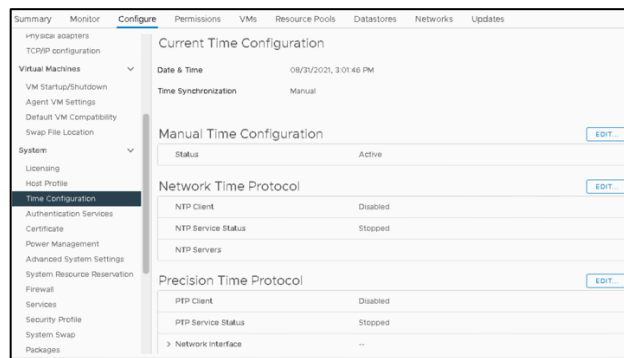 Summary Monitor Configure Permissions VMs Resource Pools Datastores Networks Updates
Physical adapters
TCP/IP configuration
Virtual Machines
VM Startup/Shutdown
Agent VM Settings
Default VM Compatibility
Swap File Location
System
Licensing
Host Profile
Time Configuration
Authentication Services
Certificate
Power Management
Advanced System Settings
System Resource Reservation
Firewall
Services
Security Profile
System Swap
Packages
Current Time Configuration
Date & Time 08/31/2021, 3:01:46 PM
Time Synchronization Manual
Manual Time Configuration EDIT...
Status Active
Network Time Protocol EDIT...
NTP Client Disabled
NTP Service Status Stopped
NTP Servers
Precision Time Protocol EDIT...
PTP Client Disabled
PTP Service Status Stopped
> Network Interface --